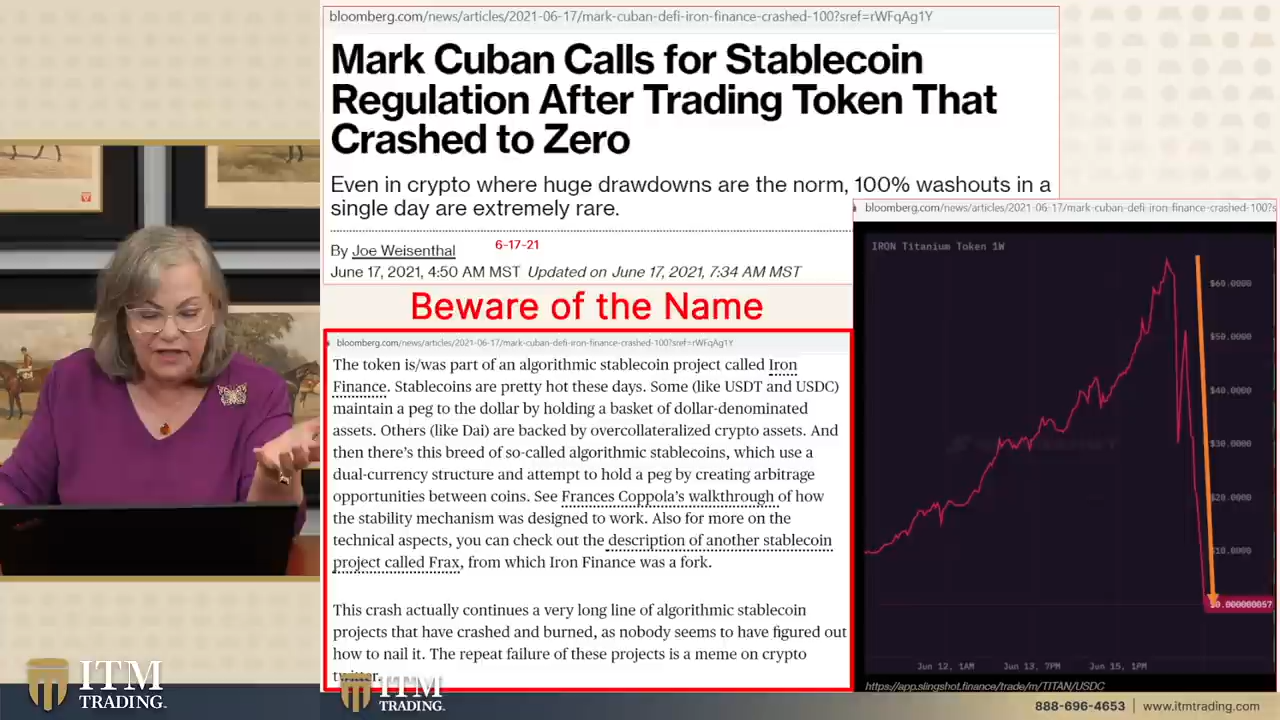 bloomberg.com/news/articles/2021-06-17/mark-cuban-defi-iron-finance-crashed-100?sref=rWFqAg1Y
Mark Cuban Calls for Stablecoin
Regulation After Trading Token That
Crashed to Zero
Even in crypto where huge drawdowns are the norm, 100% washouts in a
single day are extremely rare.
By Joe Weisenthal
6-17-21
June 17, 2021, 4:50 AM MST Updated on June 17, 2021, 7:34 AM MST
Beware of the Name
bloomberg.com/news/articles/2021-06-17/mark-cuban-defi-iron-finance-crashed-100?sref=rWFqAg1Y
The token is/was part of an algorithmic stablecoin project called Iron
Finance. Stablecoins are pretty hot these days. Some (like USDT and USDC)
maintain a peg to the dollar by holding a basket of dollar-denominated
assets. Others (like Dai) are backed by overcollateralized crypto assets. And
then there's this breed of so-called algorithmic stablecoins, which use a
dual-currency structure and attempt to hold a peg by creating arbitrage
opportunities between coins. See Frances Coppola's walkthrough of how
the stability mechanism was designed to work. Also for more on the
technical aspects, you can check out the description of another stablecoin
project called Frax, from which Iron Finance was a fork.
This crash actually continues a very long line of algorithmic stablecoin
projects that have crashed and burned, as nobody seems to have figured out
how to nail it. The repeat failure of these projects is a meme on crypto
twitter.
bloomberg.com/news/articles/2021-06-17/mark-cuban-defi-iron-finance-crashed-100?s
IRON Titanium Token 1W
$60.0000
$50.0000
$40.0000
$30.0000
$20.0000
$10.0000
$0.000000057
Jun 12, 1AM
Jun 13, 7PM
Jun 15, 1PM
https://app.slingshot.finance/trade/m/TITAN/USDC
ITM
TRADING.
ITM
TRADING.
888-696-4653 | www.itmtrading.com